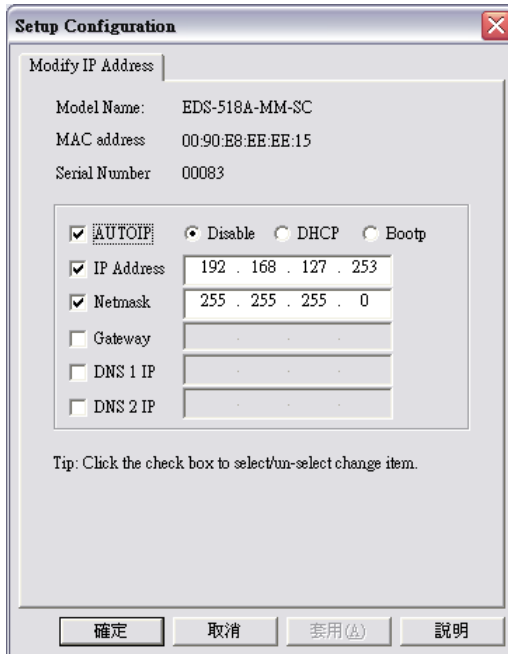 Setup Configuration
Modify IP Address
Model Name: EDS-518A-MM-SC
MAC address 00:90:E8:EE:EE:15
Serial Number 00083
AUTOIP Disable DHCP Bootp
IP Address 192 . 168 . 127 . 253
Netmask 255 . 255 . 255 . 0
Gateway . . .
DNS 1 IP . . .
DNS 2 IP . . .
Tip: Click the check box to select/un-select change item.
確定 取消 套用(A) 說明